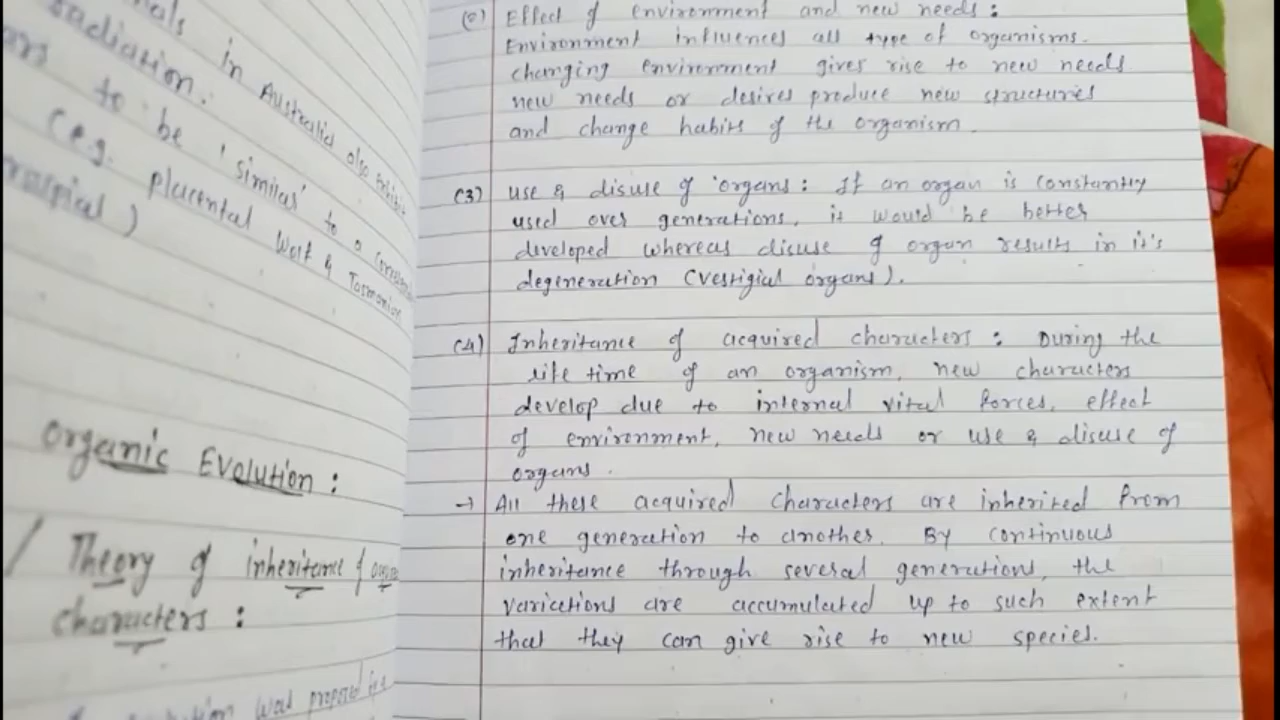 als in Australia also exhibit
radiation.
ars to be 'similar' to a
(eg. placental wolf & Tasmanian
)
Organic Evolution :
/ Theory of inheritance of
characters :
was proposed
Effect of environment and new needs :
Environment influences all type of organisms.
changing environment gives rise to new needs
new needs or desires produce new structures
and change habits of the organism.
(3) use & disuse of organs : If an organ is constantly
used over generations, it would be better
developed whereas disuse of organ results in it's
degeneration (vestigial organs).
(4) Inheritance of acquired characters : During the
life time of an organism, new characters
develop due to internal vital forces, effect
of environment, new needs or use & disuse of
organs.
→ All these acquired characters are inherited from
one generation to another. By continuous
inheritance through several generations, the
variations are accumulated up to such extent
that they can give rise to new species.